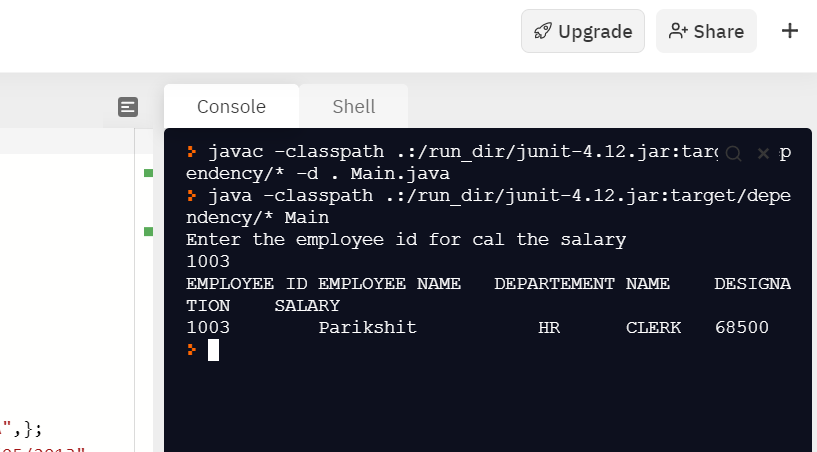 Upgrade
Share
Console
Shell
javac -classpath .:/run_dir/junit-4.12.jar:targ p
endency/* -d . Main.java
java -classpath .:/run_dir/junit-4.12.jar:target/depe
ndency/* Main
Enter the employee id for cal the salary
1003
EMPLOYEE ID EMPLOYEE NAME DEPARTEMENT NAME DESIGNA
TION SALARY
1003 Parikshit HR CLERK 68500
",};